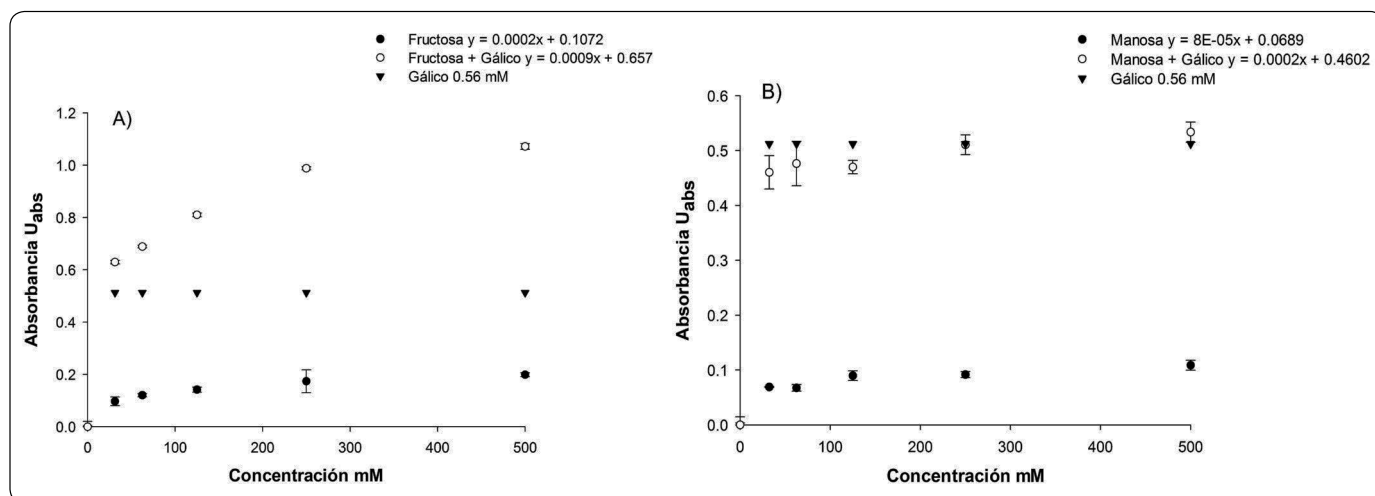 Fructosa y = 0.0002x + 0.1072
Fructosa + Gálico y = 0.0009x + 0.657
Gálico 0.56 mM
A)
Absorbancia Uabs
1.2
1.0
0.8
0.6
0.4
0.2
0.0
0 100 200 300 400 500
Concentración mM
Manosa y = 8E-05x + 0.0689
Manosa + Gálico y = 0.0002x + 0.4602
Gálico 0.56 mM
B)
Absorbancia Uabs
0.6
0.5
0.4
0.3
0.2
0.1
0.0
0 100 200 300 400 500
Concentración mM